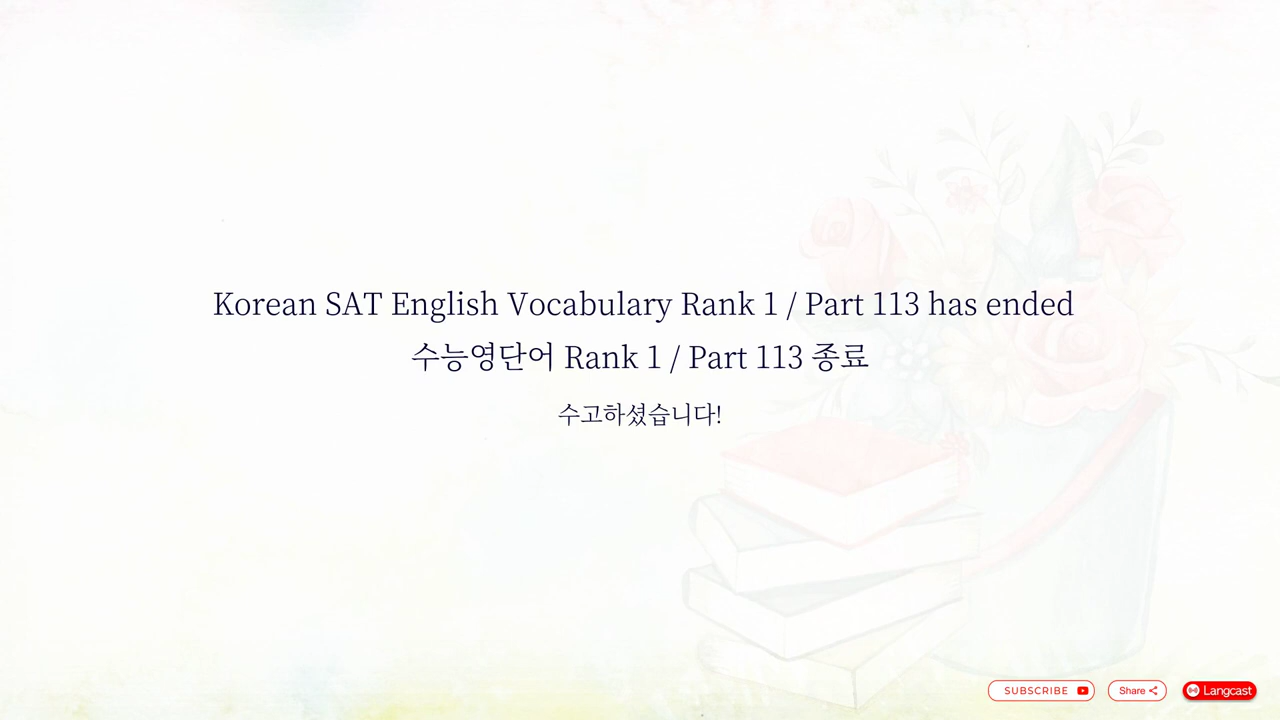 Korean SAT English Vocabulary Rank 1 / Part 113 has ended
수능영단어 Rank 1 / Part 113 종료
수고하셨습니다!
SUBSCRIBE
Share
Langcast